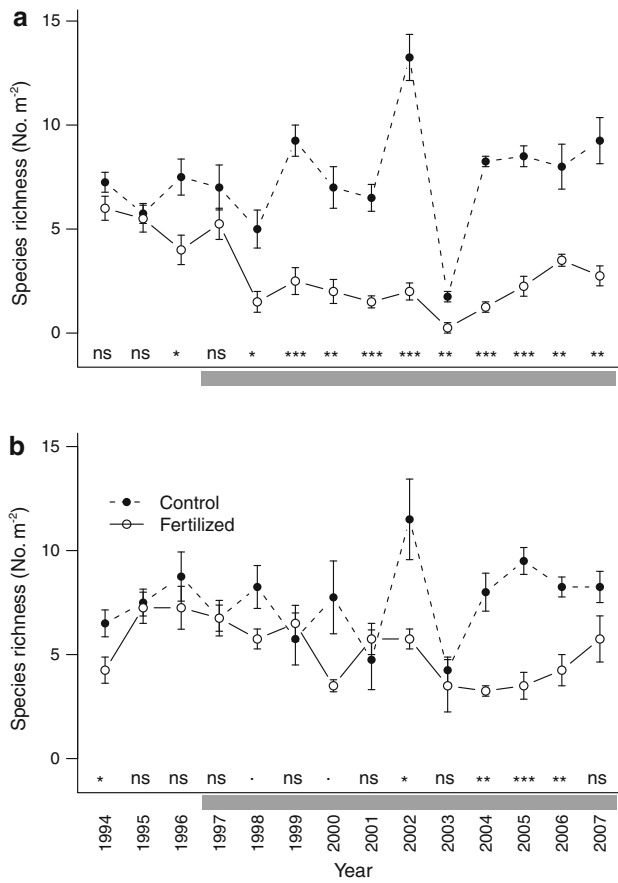 a
Species richness (No. m⁻²)
15
10
5
0
ns ns * ns * *** ** *** *** ** *** *** ** **
b
Species richness (No. m⁻²)
15
Control
Fertilized
10
5
0
* ns ns ns . ns . ns * ns ** *** ** ns
1994 1995 1996 1997 1998 1999 2000 2001 2002 2003 2004 2005 2006 2007
Year